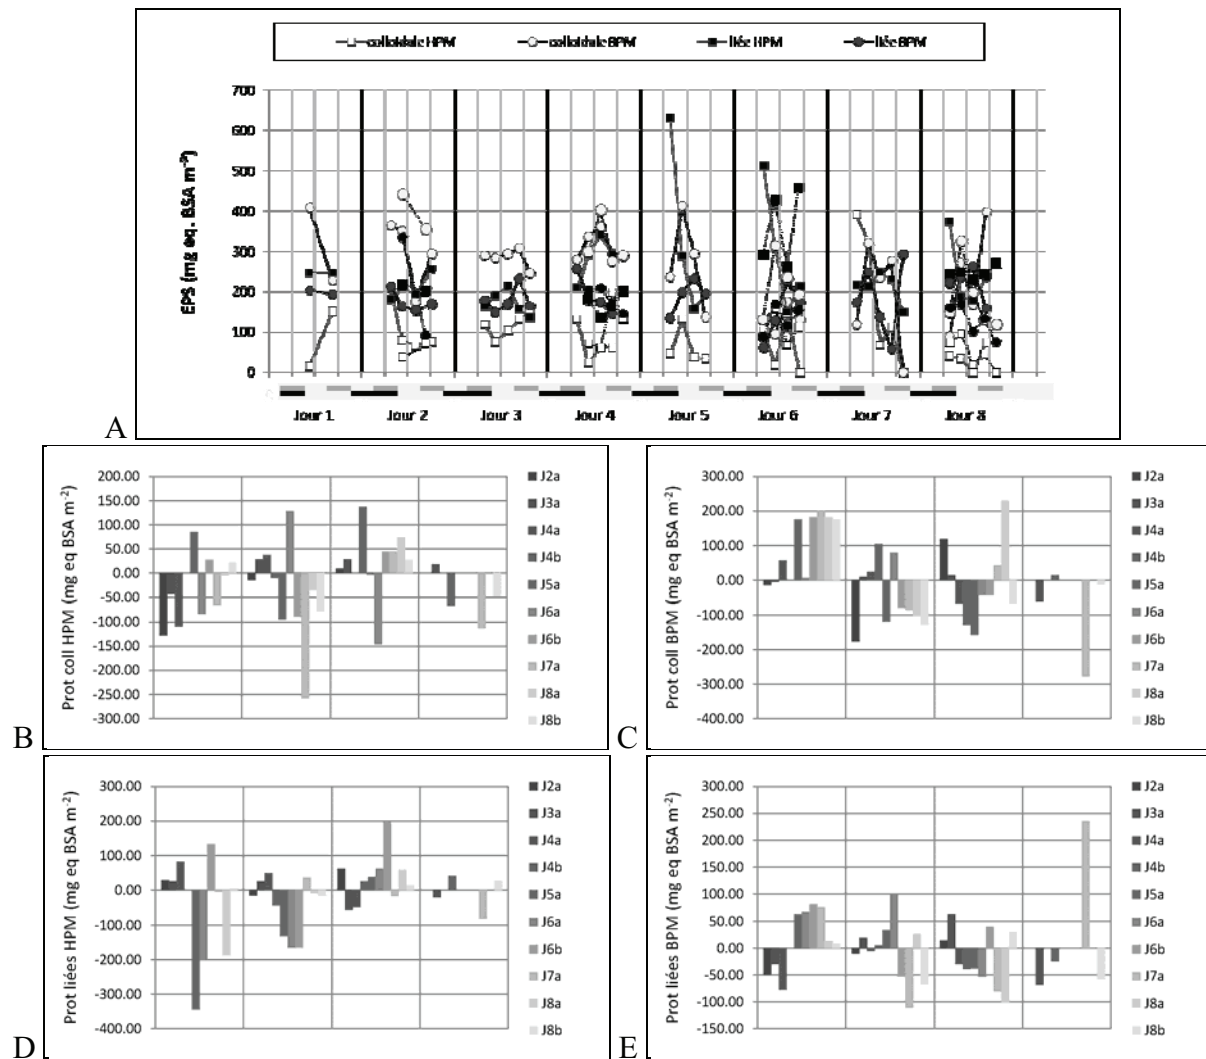 colloidale HPM colloidale BPM liée HPM liée BPM
700
600
500
400
300
200
100
0
EPS (mg eq. BSA m⁻²)
Jour 1 Jour 2 Jour 3 Jour 4 Jour 5 Jour 6 Jour 7 Jour 8
A
200.00
150.00
100.00
50.00
0.00
-50.00
-100.00
-150.00
-200.00
-250.00
-300.00
Prot coll HPM (mg eq BSA m⁻²)
J2a
J3a
J4a
J4b
J5a
J6a
J6b
J7a
J8a
J8b
B
300.00
200.00
100.00
0.00
-100.00
-200.00
-300.00
-400.00
Prot coll BPM (mg eq BSA m⁻²)
J2a
J3a
J4a
J4b
J5a
J6a
J6b
J7a
J8a
J8b
C
300.00
200.00
100.00
0.00
-100.00
-200.00
-300.00
-400.00
Prot liées HPM (mg eq BSA m⁻²)
J2a
J3a
J4a
J4b
J5a
J6a
J6b
J7a
J8a
J8b
D
300.00
250.00
200.00
150.00
100.00
50.00
0.00
-50.00
-100.00
-150.00
Prot liées BPM (mg eq BSA m⁻²)
J2a
J3a
J4a
J4b
J5a
J6a
J6b
J7a
J8a
J8b
E